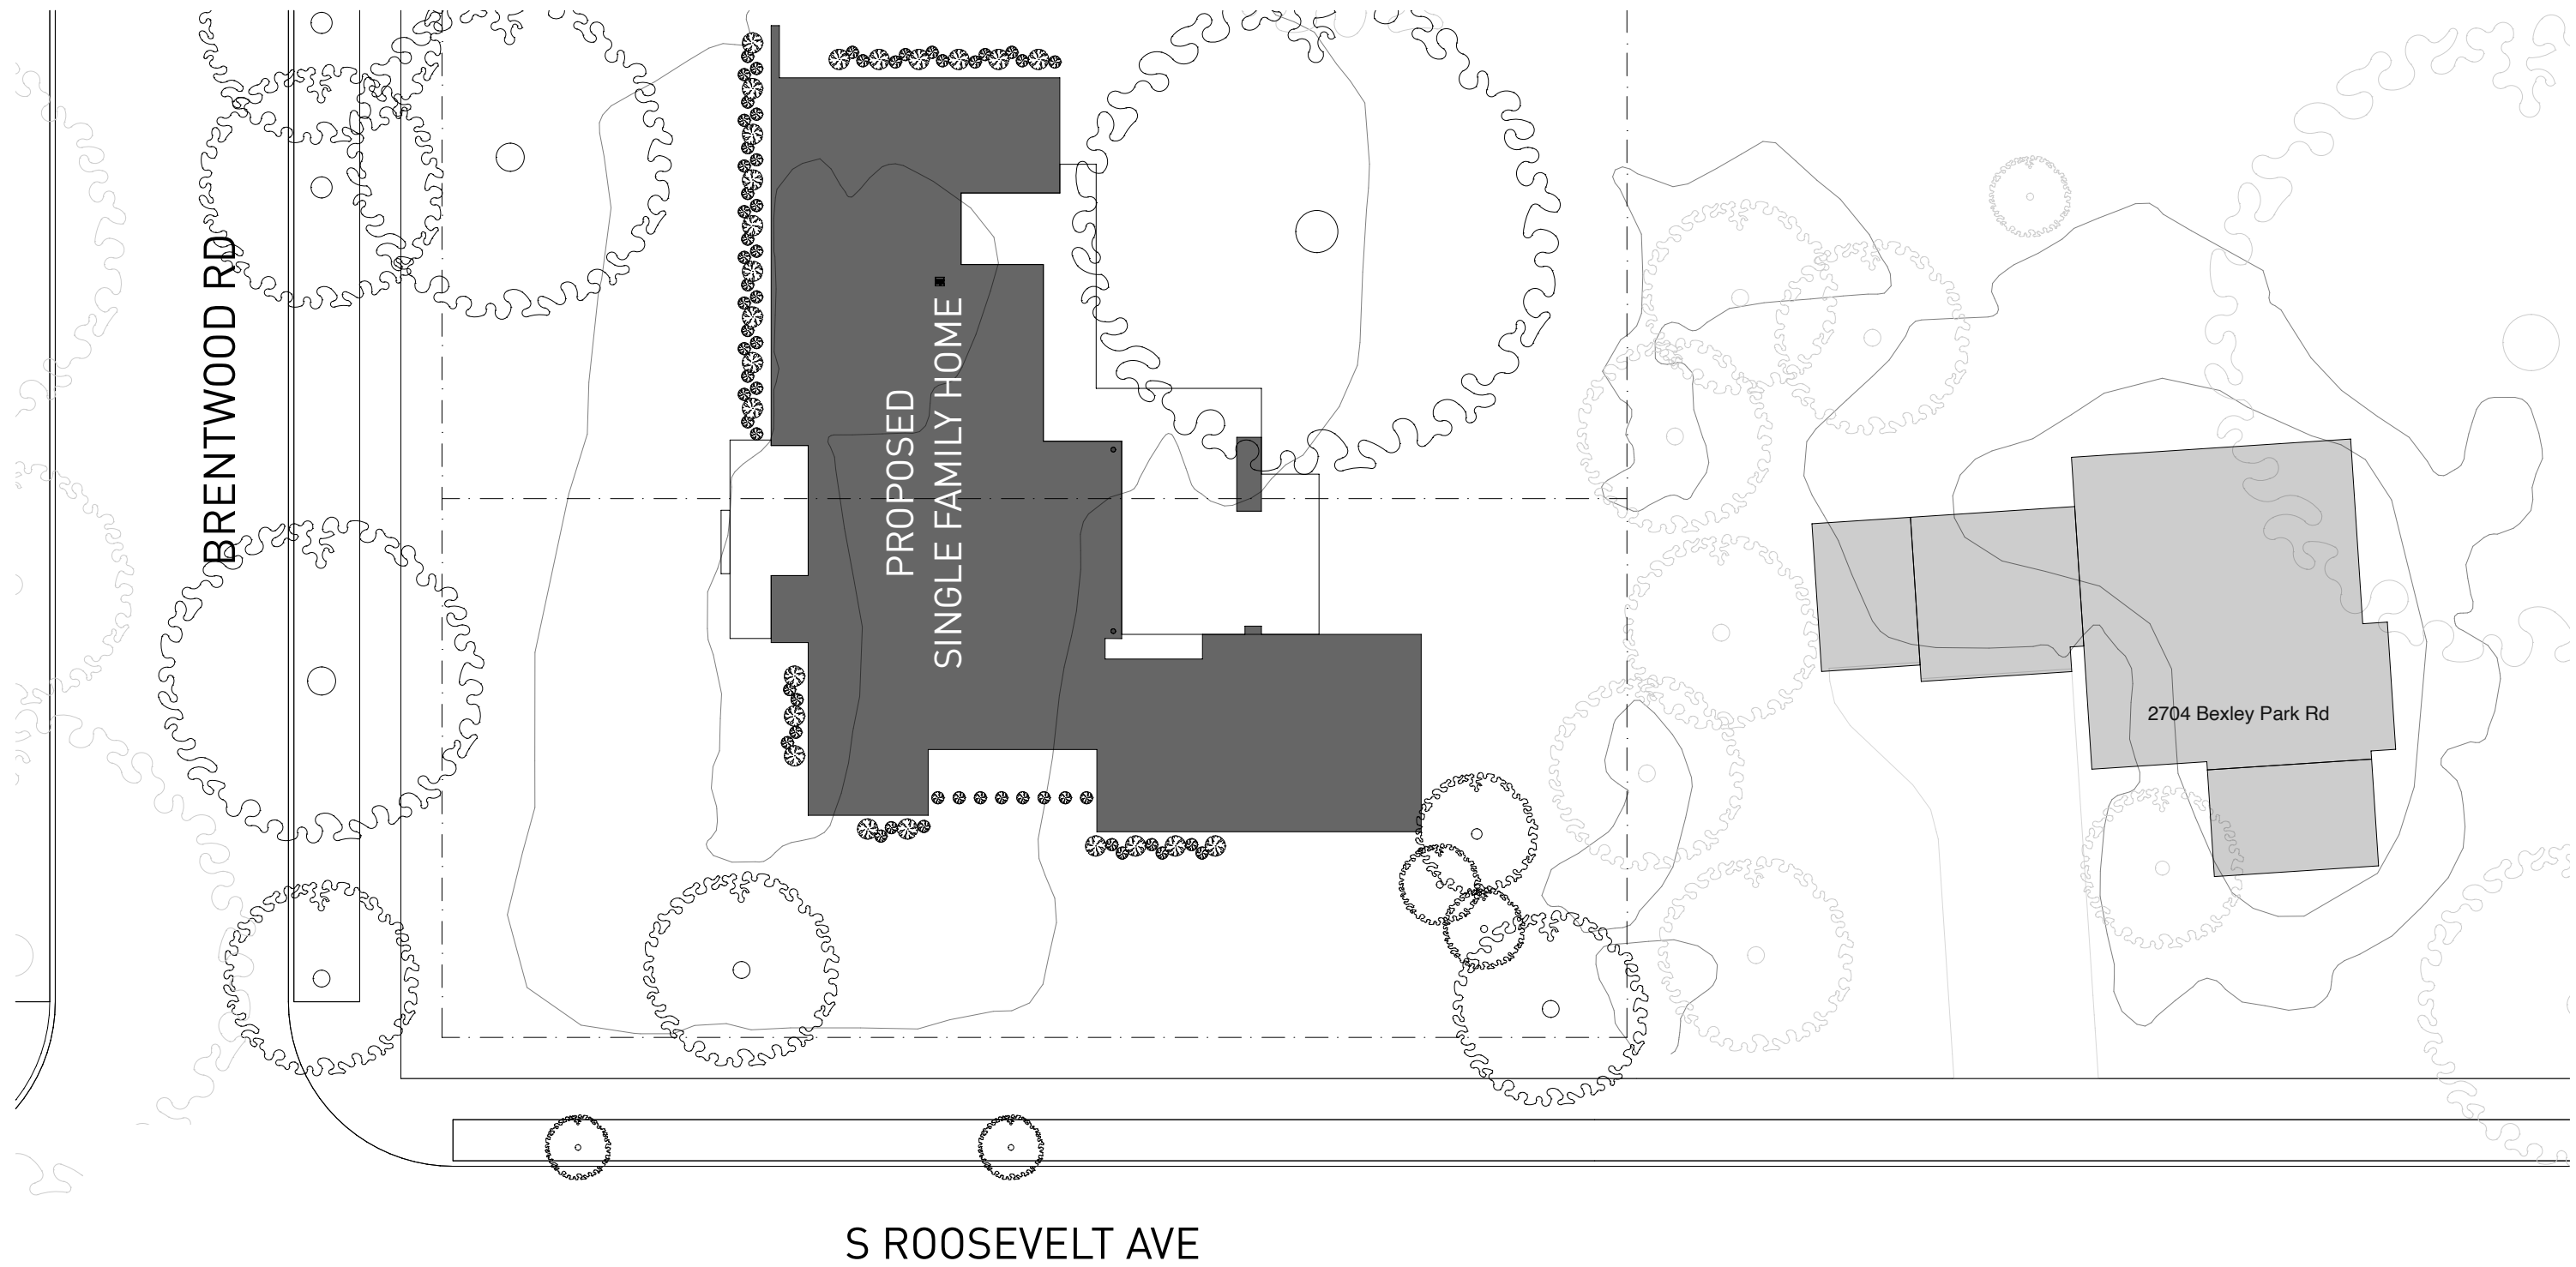 BRENTWOOD RD
PROPOSED
SINGLE FAMILY HOME
2704 Bexley Park Rd
S ROOSEVELT AVE